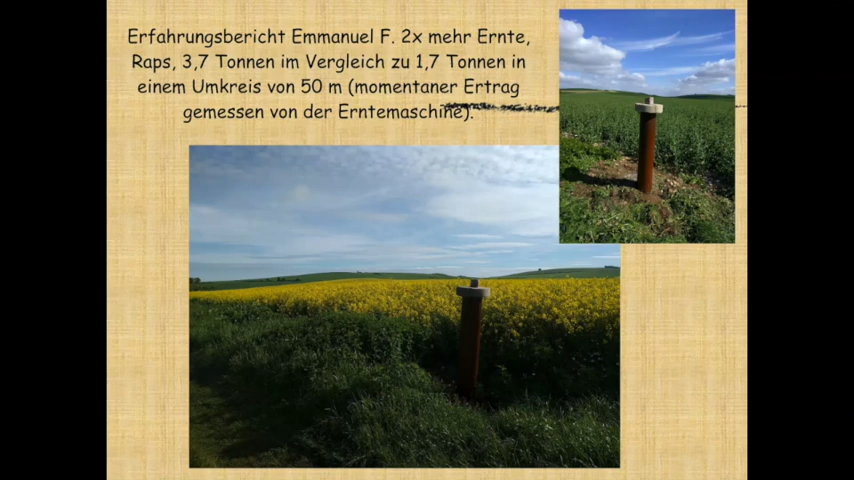 Erfahrungsbericht Emmanuel F. 2x mehr Ernte,
Raps, 3,7 Tonnen im Vergleich zu 1,7 Tonnen in
einem Umkreis von 50 m (momentaner Ertrag
gemessen von der Erntemaschine).